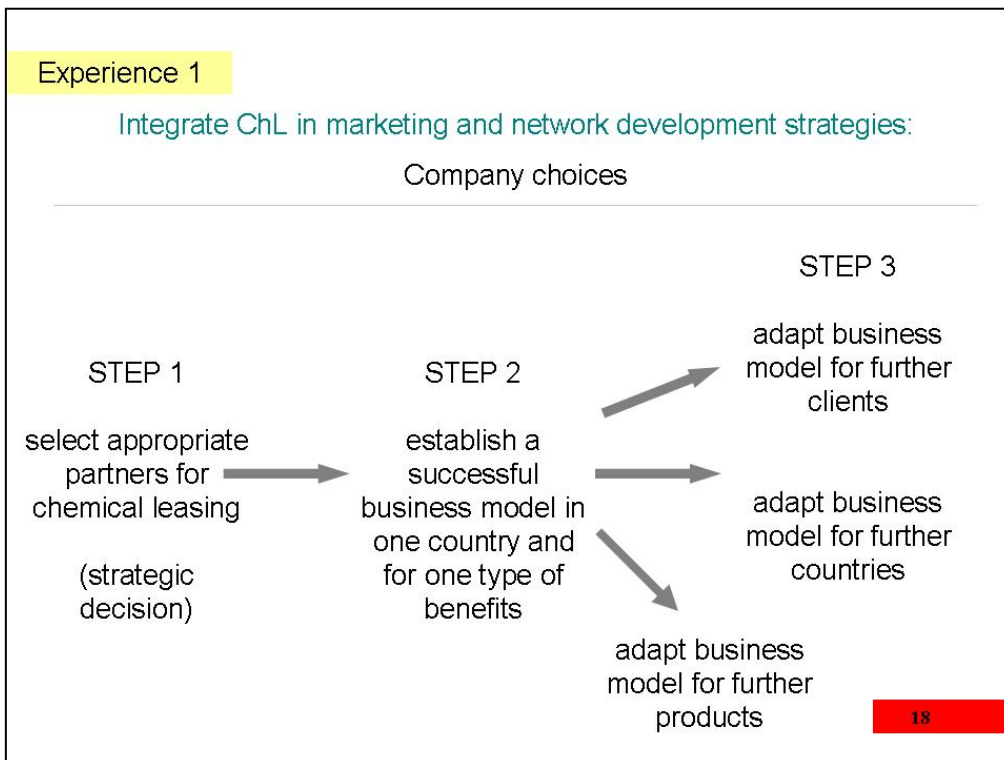 Experience 1
Integrate ChL in marketing and network development strategies:
Company choices
STEP 1
select appropriate
partners for
chemical leasing
(strategic
decision)
STEP 2
establish a
successful
business model in
one country and
for one type of
benefits
STEP 3
adapt business
model for further
clients
adapt business
model for further
countries
adapt business
model for further
products
18